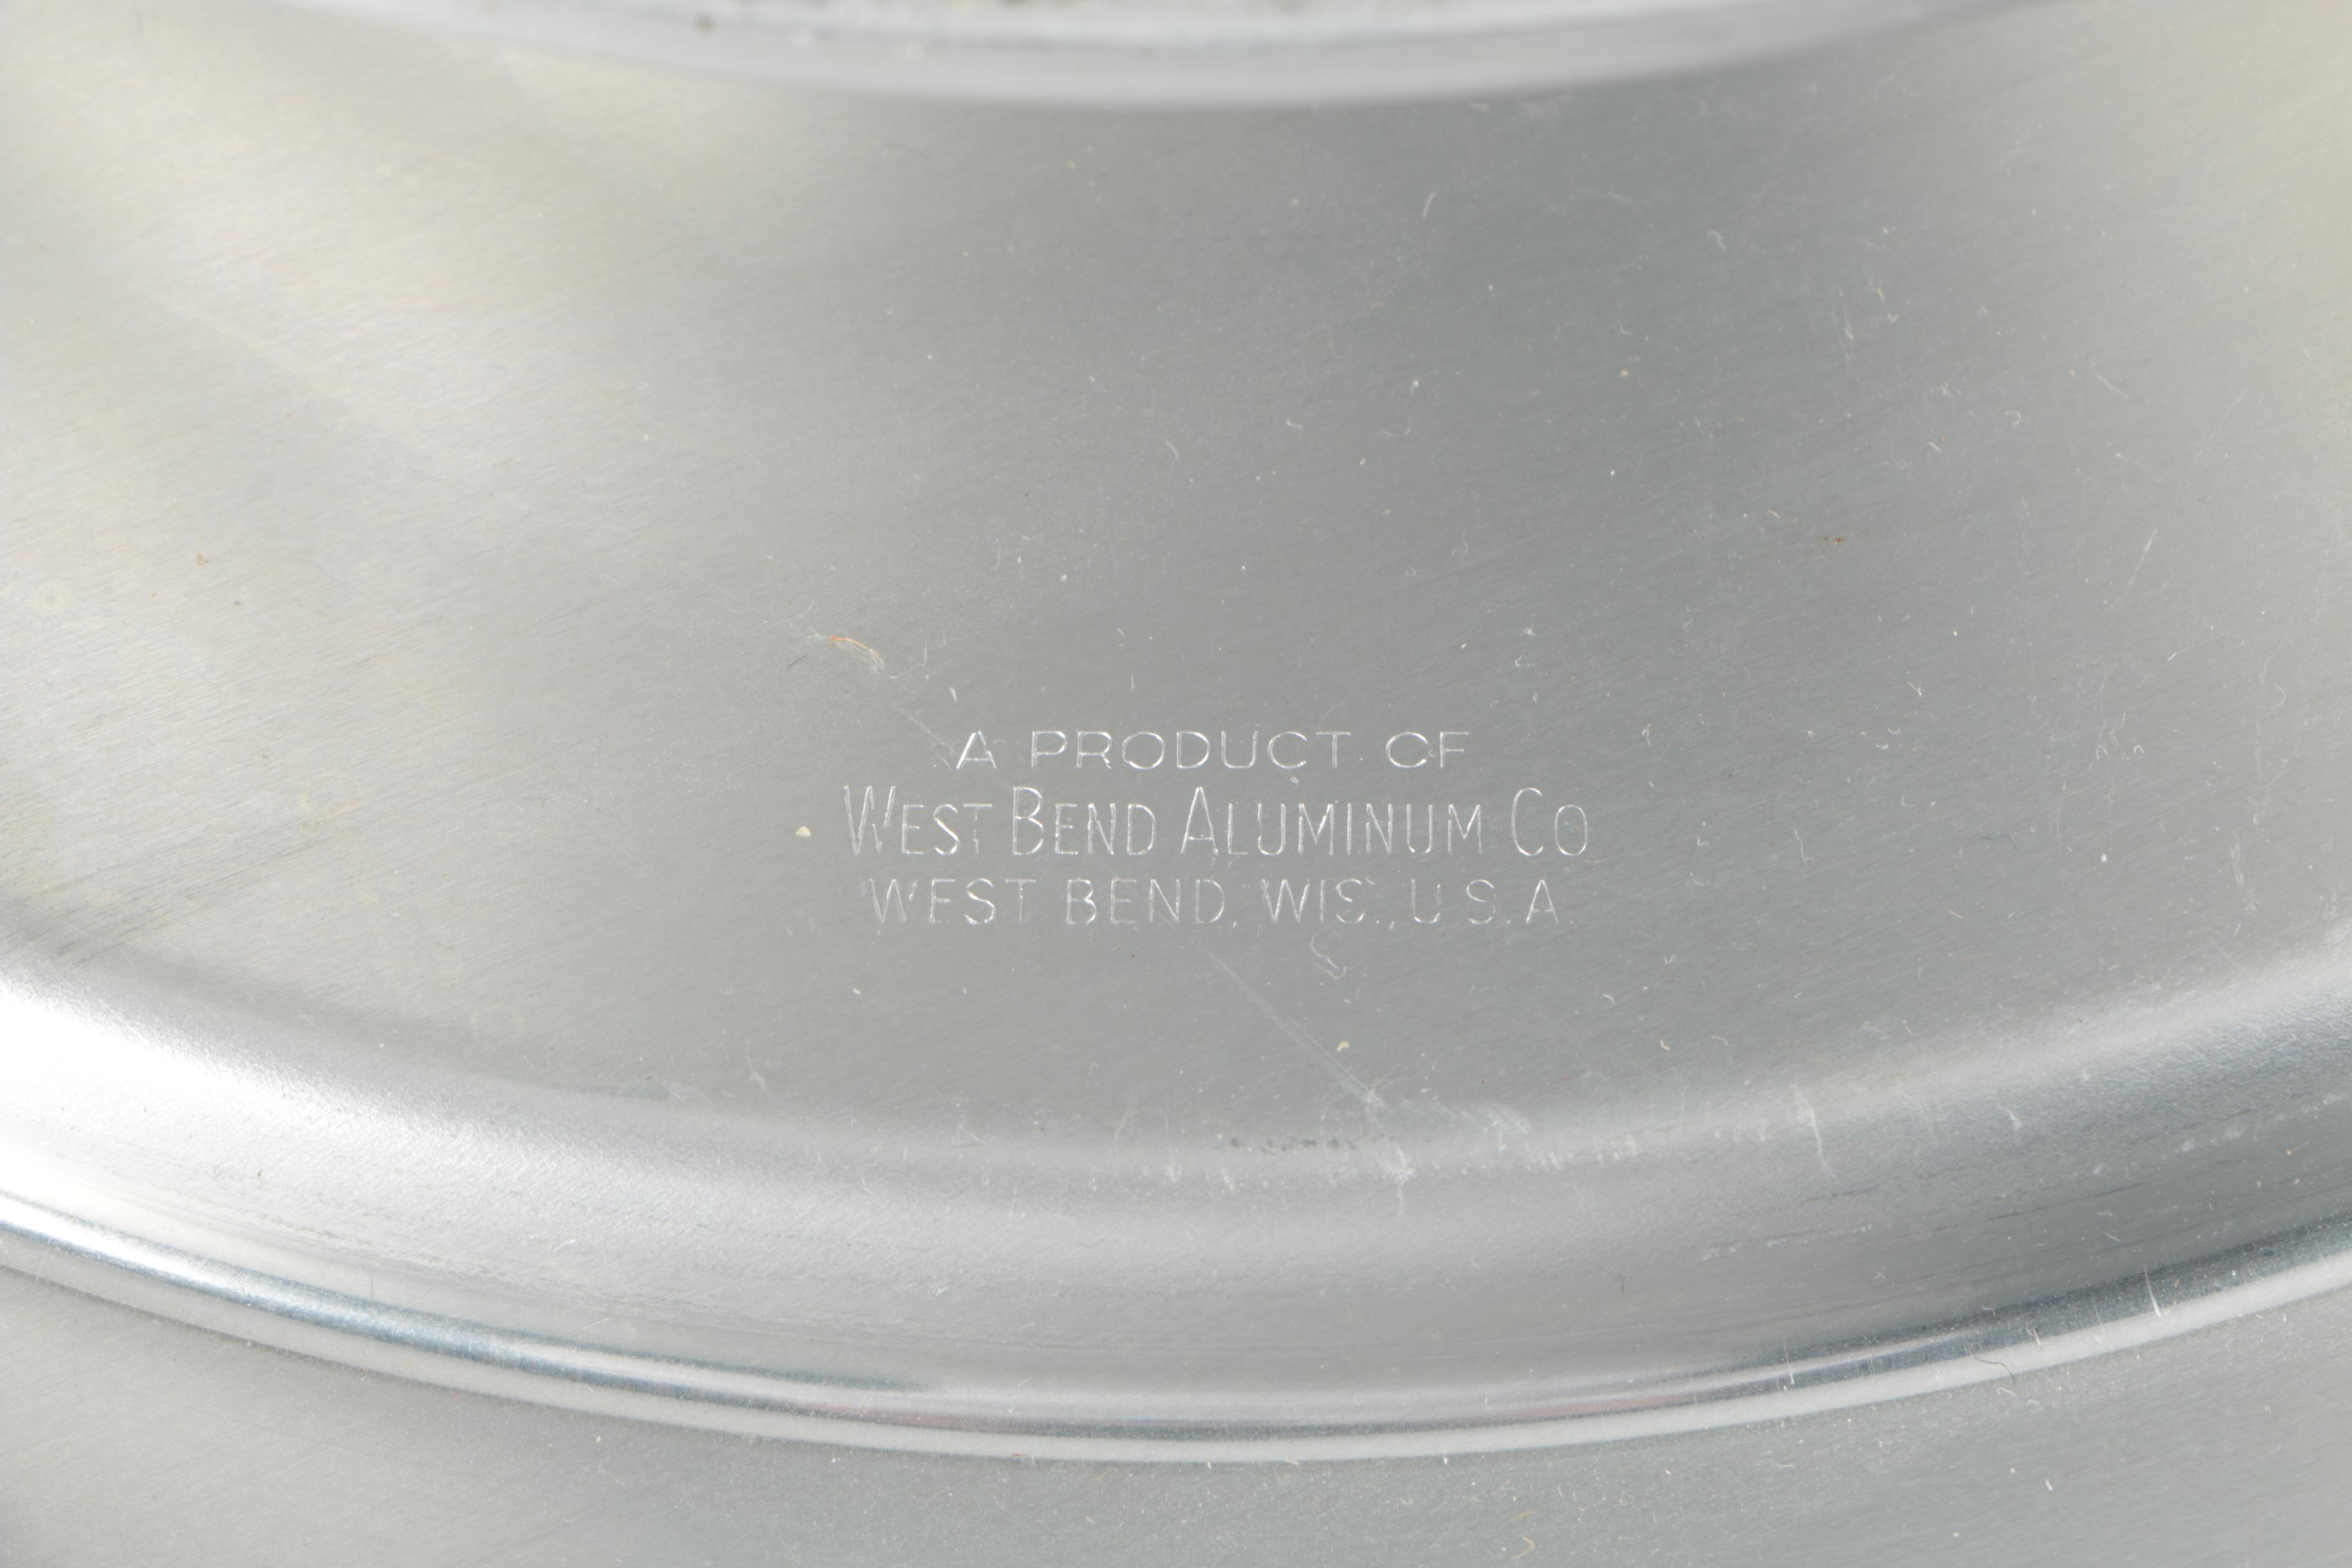 A PRODUCT OF
WEST BEND ALUMINUM CO
WEST BEND, WIS., U.S.A.